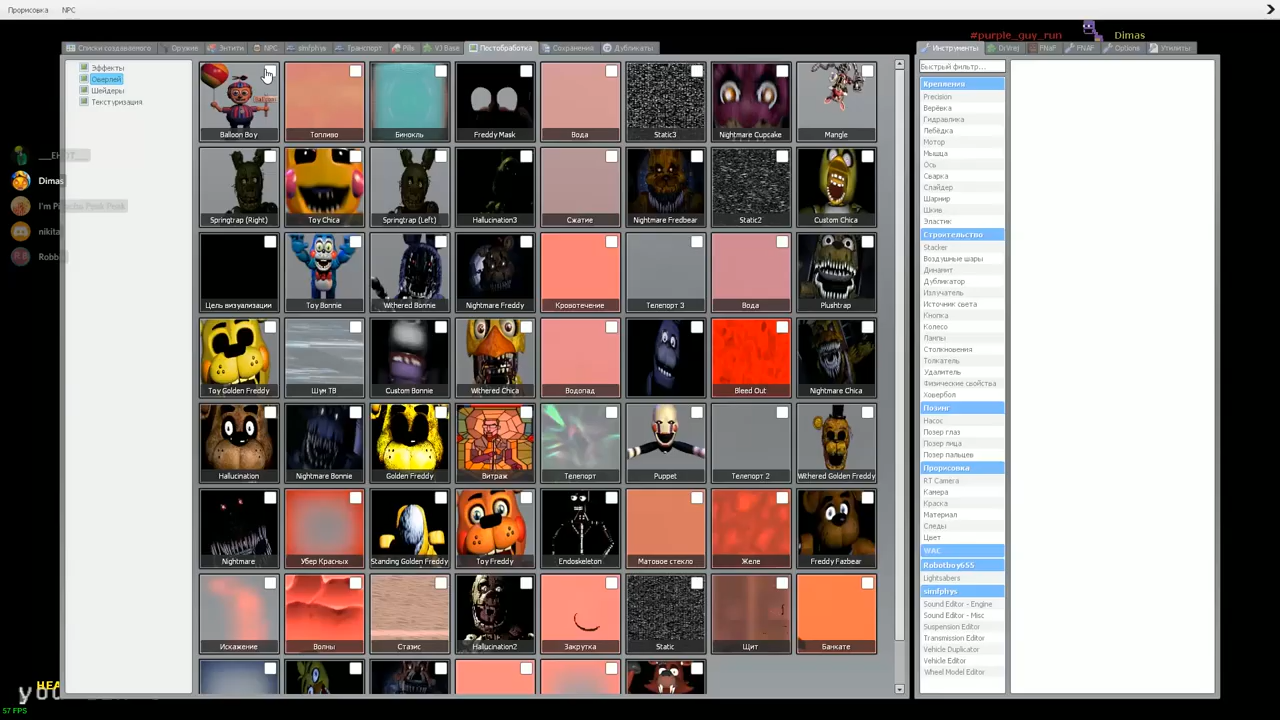 Прорисовка NPC
#purple_guy_run Dimas
Списки создаваемого Оружие Энтити NPC simfphys Транспорт Pills VJ Base Постобработка Сохранения Дубликаты
Инструменты DrVrej FNaF FNAF Options Утилиты
Эффекты
Оверлей
Шейдеры
Текстуризация
Dimas
nikita
Balloon Boy Топливо Бинокль Freddy Mask Вода Static3 Nightmare Cupcake Mangle
Springtrap (Right) Toy Chica Springtrap (Left) Hallucination3 Сжатие Nightmare Fredbear Static2 Custom Chica
Цель визуализации Toy Bonnie Withered Bonnie Nightmare Freddy Кровотечение Телепорт 3 Вода Plushtrap
Toy Golden Freddy Шум ТВ Custom Bonnie Withered Chica Водопад Bleed Out Nightmare Chica
Hallucination Nightmare Bonnie Golden Freddy Витраж Телепорт Puppet Телепорт 2 Withered Golden Freddy
Nightmare Убер Красных Standing Golden Freddy Toy Freddy Endoskeleton Матовое стекло Желе Freddy Fazbear
Искажение Волны Стазис Hallucination2 Закрутка Static Щит Банкате
Быстрый фильтр...
Крепления
Precision
Верёвка
Гидравлика
Лебёдка
Мотор
Мышца
Ось
Сварка
Слайдер
Шарнир
Шкив
Эластик
Строительство
Stacker
Воздушные шары
Динамит
Дубликатор
Излучатель
Источник света
Кнопка
Колесо
Лампы
Столкновения
Толкатель
Удалитель
Физические свойства
Ховербол
Позинг
Насос
Позер глаз
Позер лица
Позер пальцев
Прорисовка
RT Camera
Камера
Краска
Материал
Следы
Цвет
WAC
Robotboy655
Lightsabers
simfphys
Sound Editor - Engine
Sound Editor - Misc
Suspension Editor
Transmission Editor
Vehicle Duplicator
Vehicle Editor
Wheel Model Editor
57 FPS